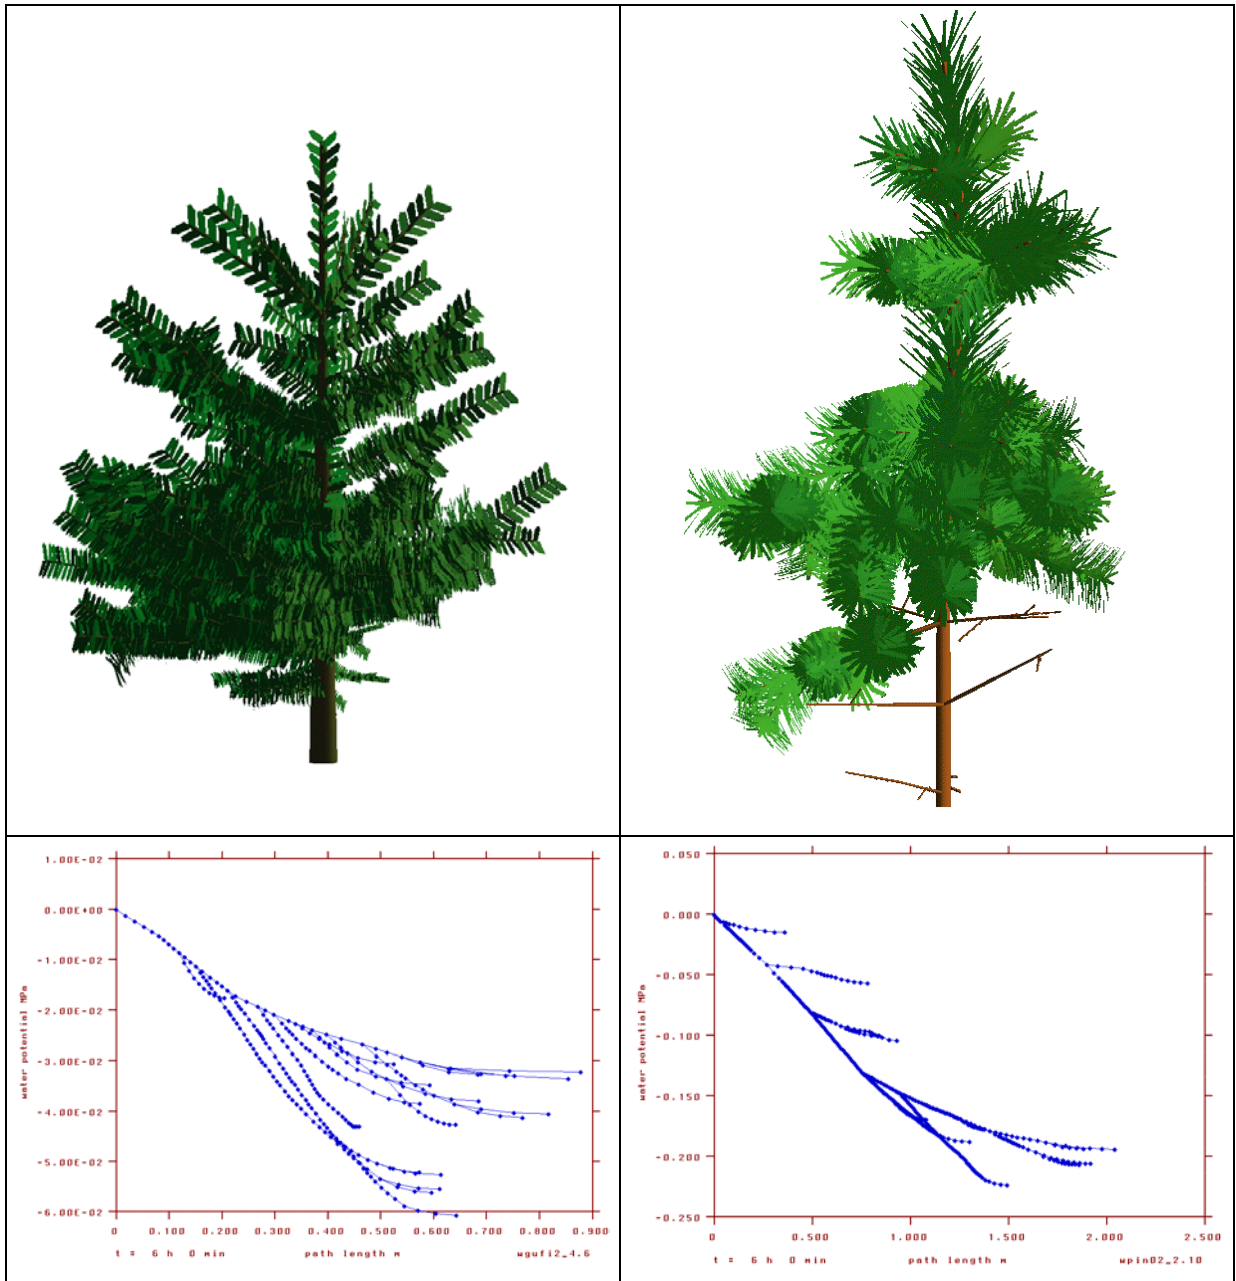 1.00E-02
0.00E+00
-1.00E-02
-2.00E-02
-3.00E-02
-4.00E-02
-5.00E-02
-6.00E-02
water potential MPa
0 0.100 0.200 0.300 0.400 0.500 0.600 0.700 0.800 0.900
t = 6 h 0 min path length m wgufi2_4.6
0.050
0.000
-0.050
-0.100
-0.150
-0.200
-0.250
water potential MPa
0 0.500 1.000 1.500 2.000 2.500
t = 6 h 0 min path length m wpin02_2.10